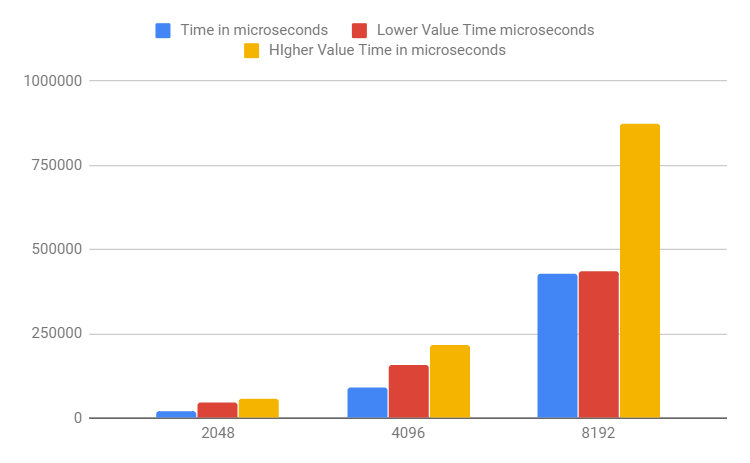 Time in microseconds Lower Value Time microseconds
HIgher Value Time in microseconds
1000000
750000
500000
250000
0
2048 4096 8192